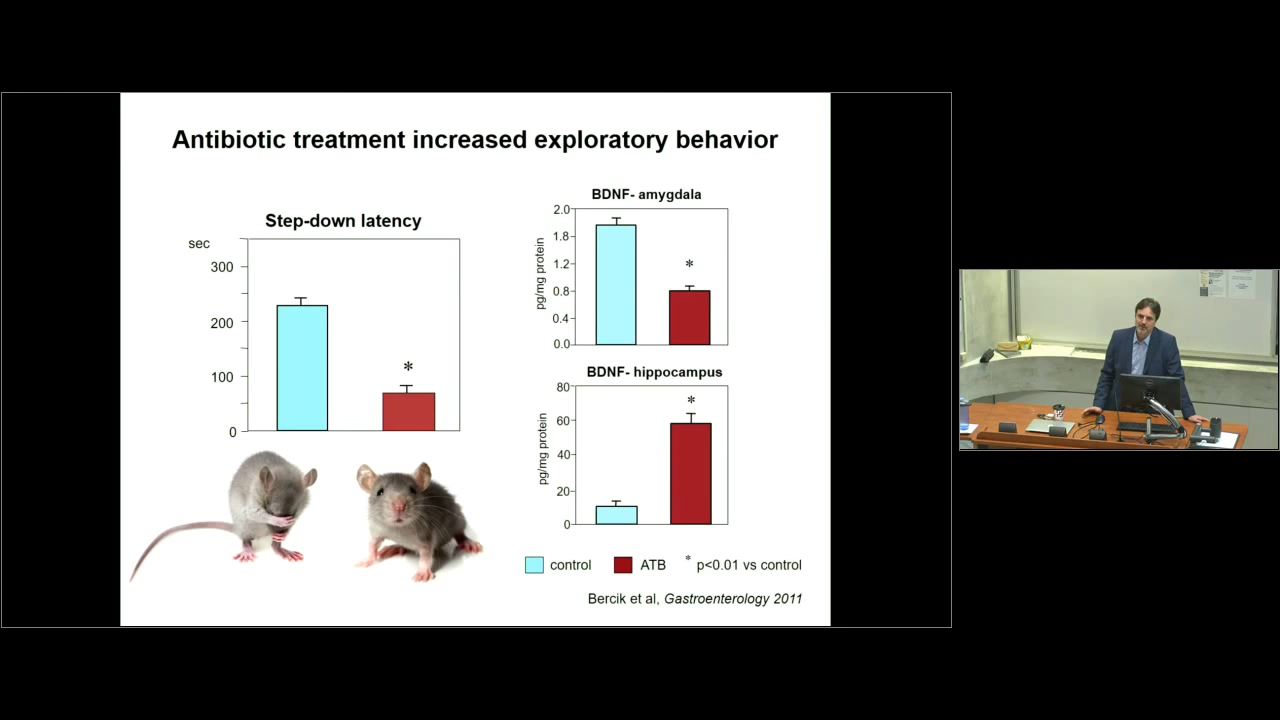 Antibiotic treatment increased exploratory behavior
Step-down latency
sec
300
200
100
0
BDNF- amygdala
pg/mg protein
2.0
1.8
1.2
0.8
0.4
0.0
*
*
BDNF- hippocampus
pg/mg protein
80
60
40
20
0
*
control
ATB
* p<0.01 vs control
Bercik et al, Gastroenterology 2011